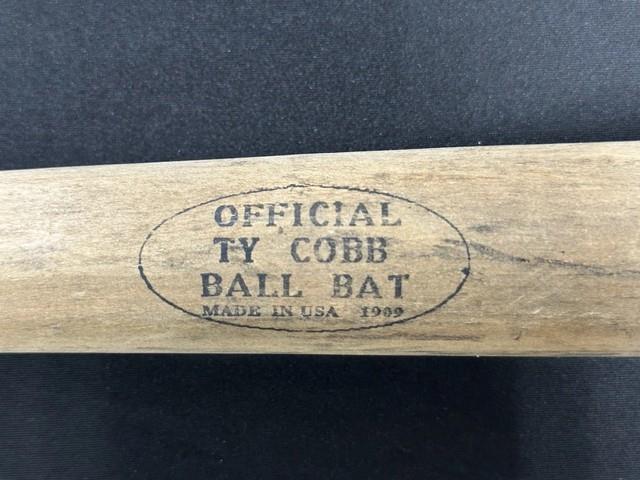 OFFICIAL
TY COBB
BALL BAT
MADE IN USA 1909